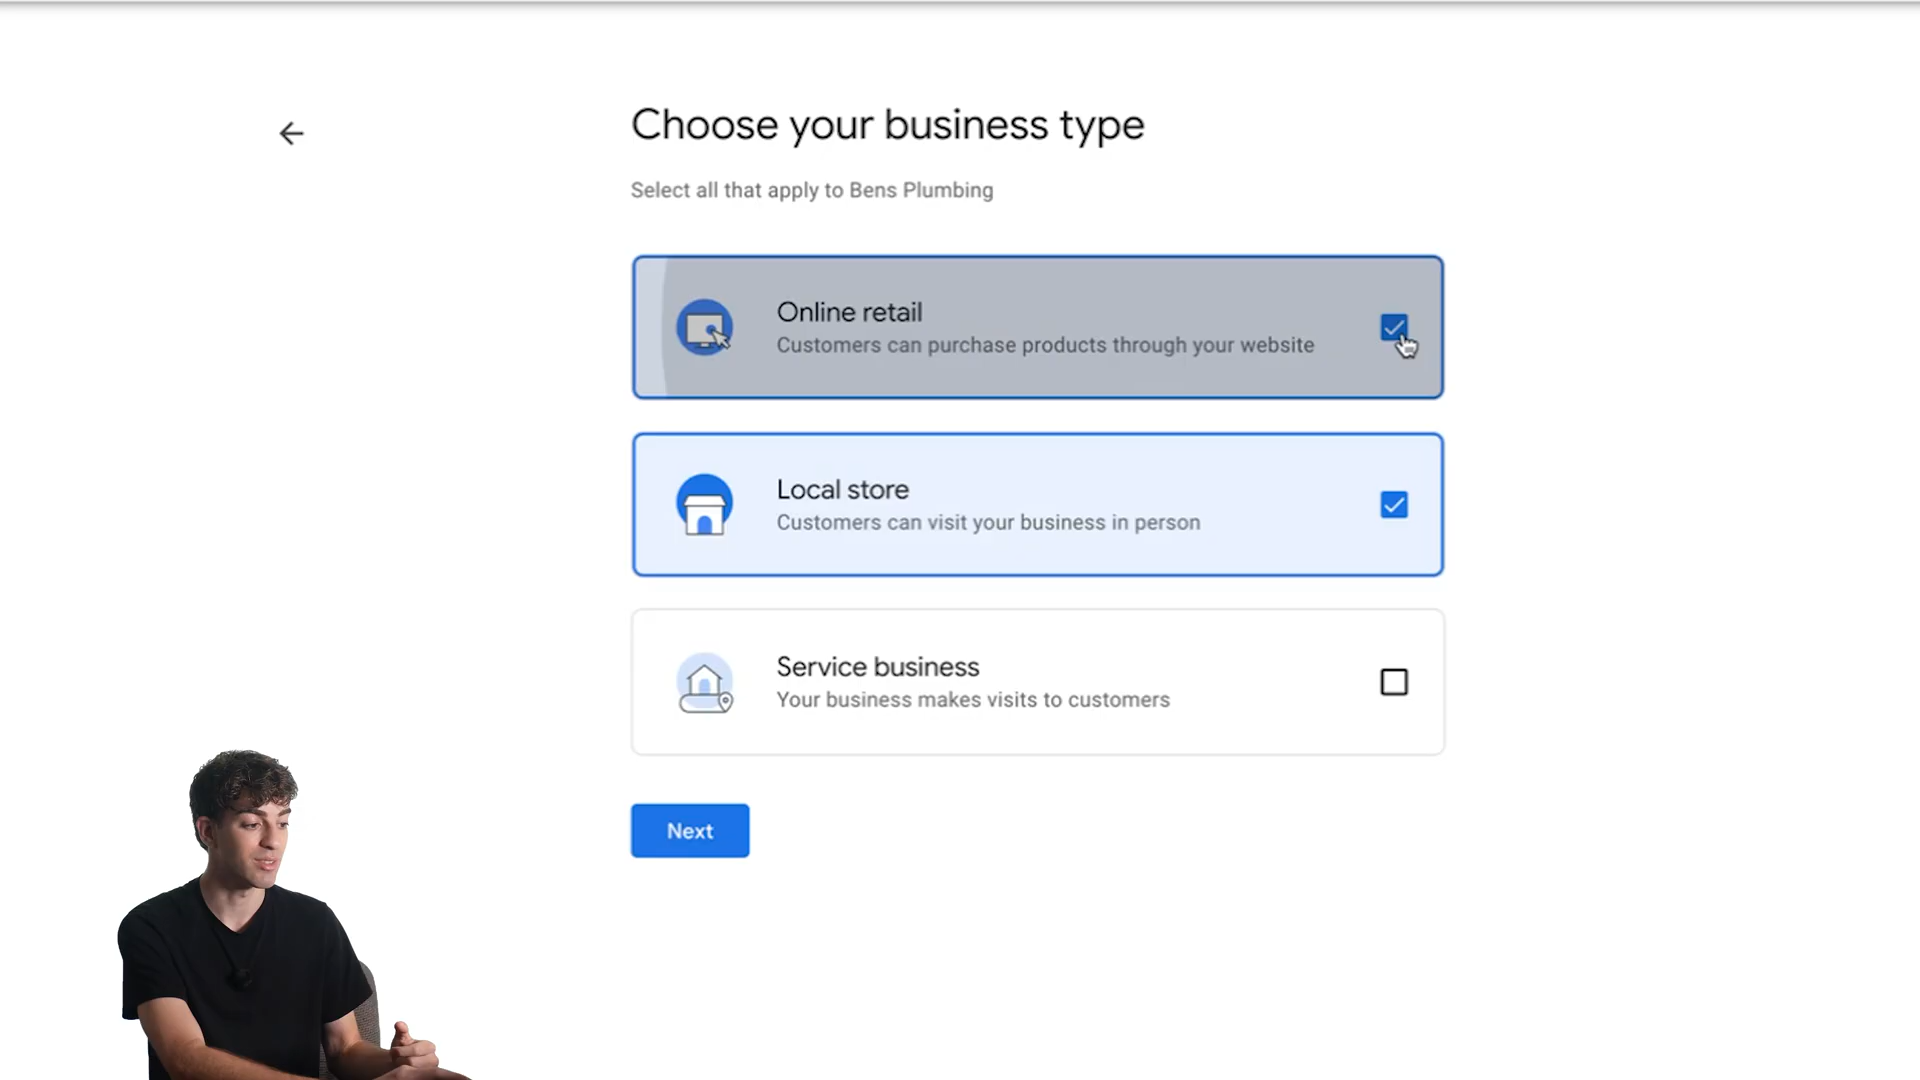 Choose your business type
Select all that apply to Bens Plumbing
Online retail
Customers can purchase products through your website
Local store
Customers can visit your business in person
Service business
Your business makes visits to customers
Next